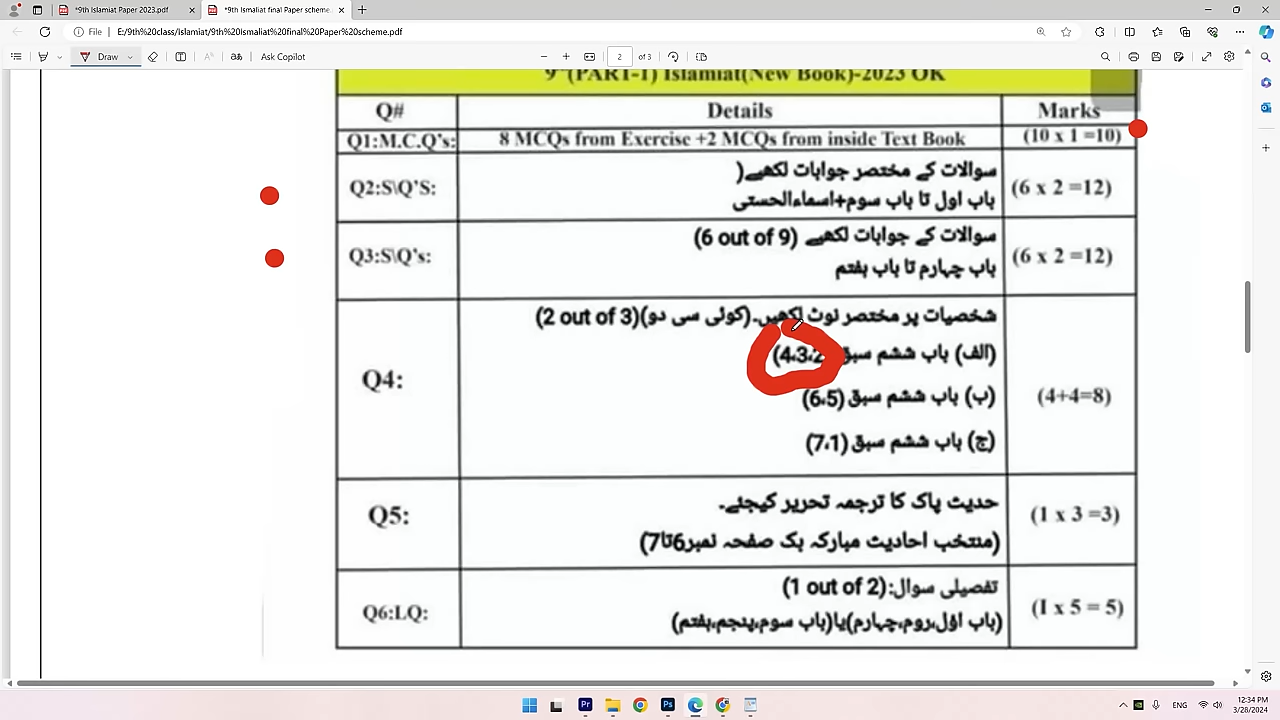 *9th Islamiat Paper 2023.pdf
*9th Ismaliat final Paper scheme.
File
E:/9th%20class/Islamiat/9th%20Ismaliat%20final%20Paper%20scheme.pdf
Draw
Ask Copilot
2
of 3
9th(PART-1) Islamiat(New Book)-2023 OK
Q#
Details
Marks
Q1:M.C.Q's:
8 MCQs from Exercise +2 MCQs from inside Text Book
(10 x 1 =10)
Q2:S\Q'S:
سوالات کے مختصر جوابات لکھیے(
باب اول تا باب سوم+اسماءالحستی
(6 x 2 =12)
Q3:S\Q's:
سوالات کے جوابات لکھیے (6 out of 9)
باب چہارم تا باب ہفتم
(6 x 2 =12)
Q4:
شخصیات پر مختصر نوٹ لکھیں۔(کوئی سی دو)(2 out of 3)
(الف) باب ششم سبق (4،3،2
(ب) باب ششم سبق (6،5)
(ج) باب ششم سبق (7،1)
(4+4=8)
Q5:
حدیث پاک کا ترجمہ تحریر کیجئے۔
(منتخب احادیث مبارکہ بک صفحہ نمبر6تا7)
(1 x 3 =3)
Q6:LQ:
تفصیلی سوال:(1 out of 2)
(باب اؤل،روم،چہارم)یا(باب سوم،پنجم،ہفتم)
(I x 5 = 5)
ENG
12:34 PM
3/28/2024